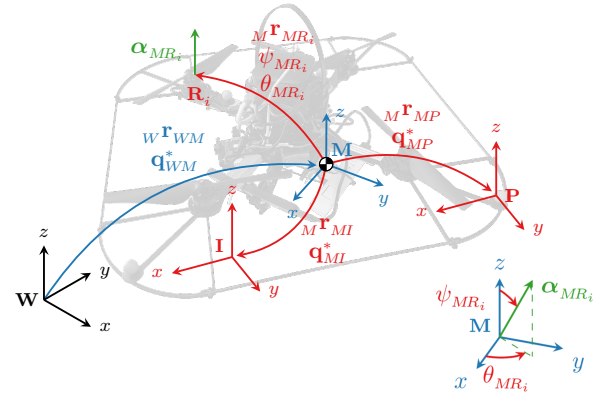 _M r_{MR_i}
ψ_{MR_i}
θ_{MR_i}
α_{MR_i}
R_i
_W r_{WM}
q*_{WM}
z
M
x
y
_M r_{MP}
q*_{MP}
z
P
x
y
_M r_{MI}
q*_{MI}
z
I
x
y
z
W
y
x
z
α_{MR_i}
ψ_{MR_i}
M
y
x
θ_{MR_i}